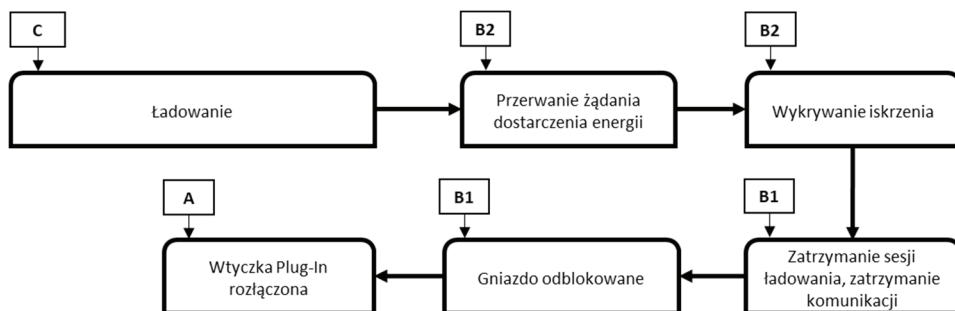 C
B2
B2
Ładowanie
Przerwanie żądania
dostarczenia energii
Wykrywanie iskrzenia
A
B1
B1
Wtyczka Plug-In
rozłączona
Gniazdo odblokowane
Zatrzymanie sesji
ładowania, zatrzymanie
komunikacji